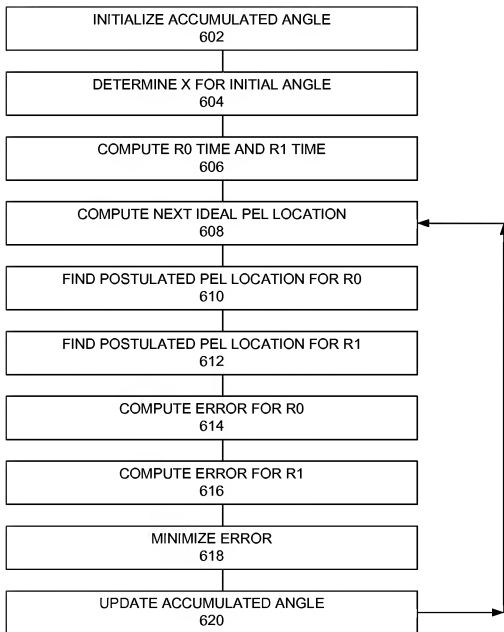 INITIALIZE ACCUMULATED ANGLE
602
DETERMINE X FOR INITIAL ANGLE
604
COMPUTE R0 TIME AND R1 TIME
606
COMPUTE NEXT IDEAL PEL LOCATION
608
FIND POSTULATED PEL LOCATION FOR R0
610
FIND POSTULATED PEL LOCATION FOR R1
612
COMPUTE ERROR FOR R0
614
COMPUTE ERROR FOR R1
616
MINIMIZE ERROR
618
UPDATE ACCUMULATED ANGLE
620